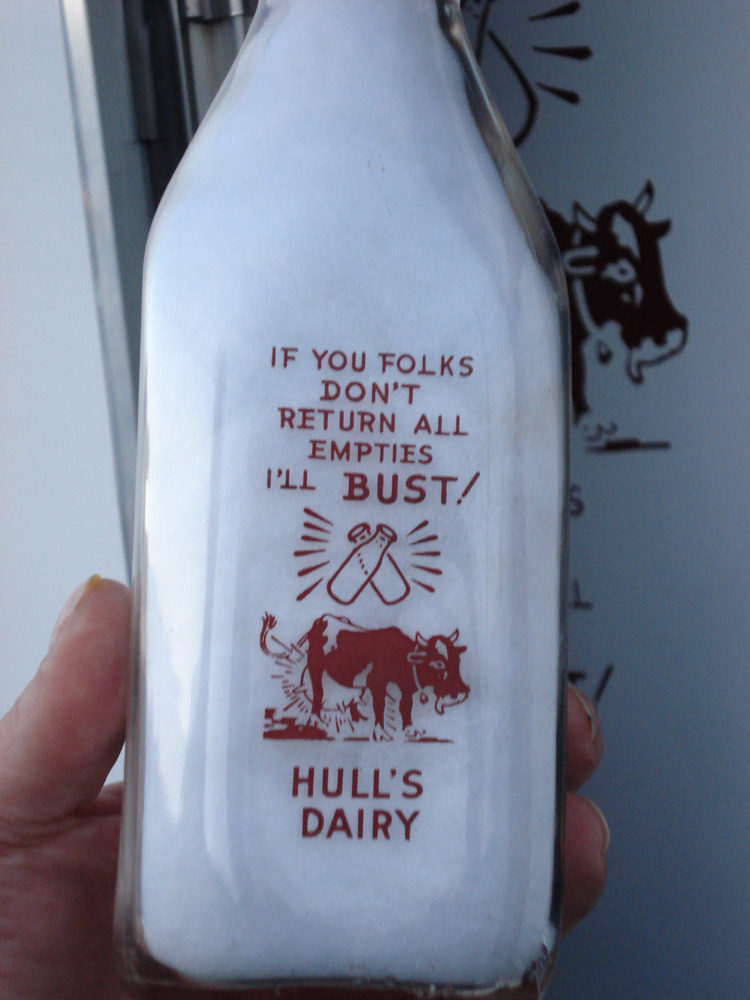 IF YOU FOLKS
DON'T
RETURN ALL
EMPTIES
I'LL BUST!
HULL'S
DAIRY